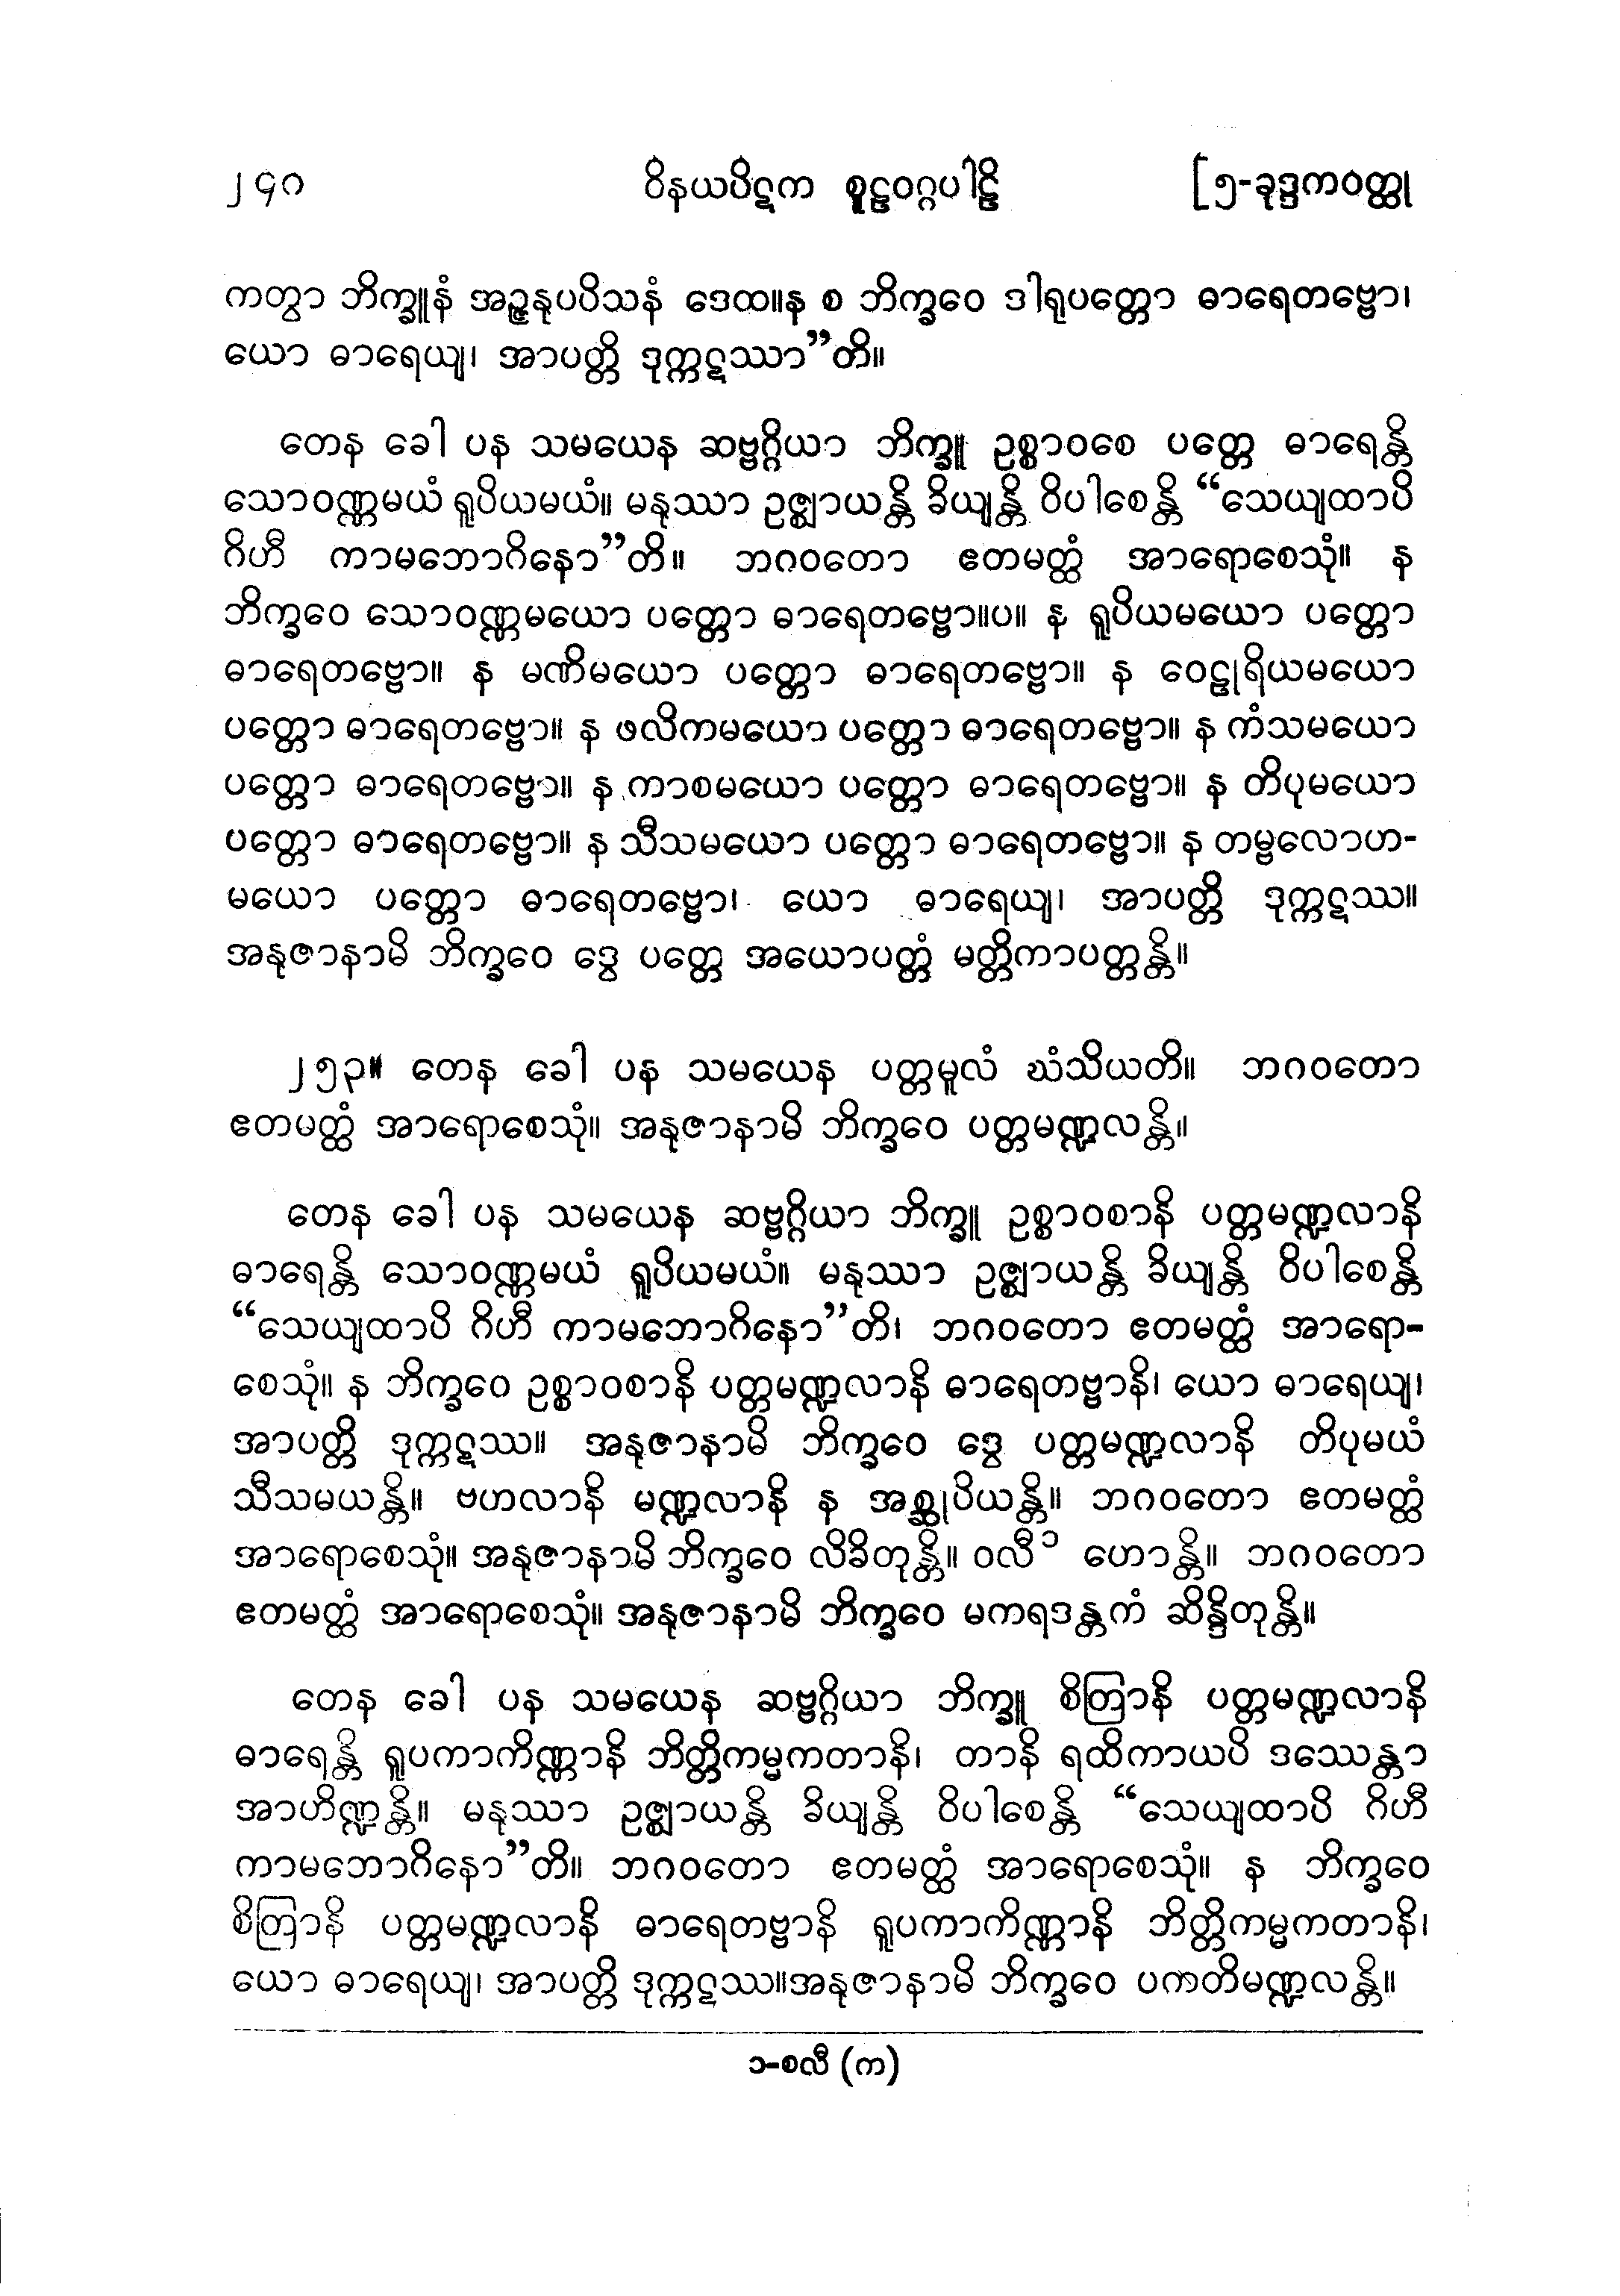 ၂၄၀ ဝိနယပိဋက စူဠဝဂ္ဂပါဠိ [၅-ခုဒ္ဒကဝတ္ထု
ကတွာ ဘိက္ခူနံ အဉ္ဇနုပပိသနံ ဒေထ။န စ ဘိက္ခဝေ ဒါရုပတ္တော ဓာရေတဗ္ဗော၊
ယော ဓာရေယျ၊ အာပတ္တိ ဒုက္ကဋဿာ”တိ။
တေန ခေါ ပန သမယေန ဆဗ္ဗဂ္ဂိယာ ဘိက္ခူ ဥစ္စာဝစေ ပတ္တေ ဓာရေန္တိ
သောဝဏ္ဏမယံ ရူပိယမယံ။ မနုဿာ ဥဇ္ဈာယန္တိ ခိယျန္တိ ဝိပါစေန္တိ “သေယျထာပိ
ဂိဟီ ကာမဘောဂိနော”တိ။ ဘဂဝတော ဧတမတ္ထံ အာရောစေသုံ။ န
ဘိက္ခဝေ သောဝဏ္ဏမယော ပတ္တော ဓာရေတဗ္ဗော။ပ။ န ရူပိယမယော ပတ္တော
ဓာရေတဗ္ဗော။ န မဏိမယော ပတ္တော ဓာရေတဗ္ဗော။ န ဝေဠုရိယမယော
ပတ္တော ဓာရေတဗ္ဗော။ န ဖလိကမယော ပတ္တော ဓာရေတဗ္ဗော။ န ကံသမယော
ပတ္တော ဓာရေတဗ္ဗော။ န ကာစမယော ပတ္တော ဓာရေတဗ္ဗော။ န တိပုမယော
ပတ္တော ဓာရေတဗ္ဗော။ န သီသမယော ပတ္တော ဓာရေတဗ္ဗော။ န တမ္ဗလောဟ-
မယော ပတ္တော ဓာရေတဗ္ဗော၊ ယော ဓာရေယျ၊ အာပတ္တိ ဒုက္ကဋဿ။
အနုဇာနာမိ ဘိက္ခဝေ ဒွေ ပတ္တေ အယောပတ္တံ မတ္တိကာပတ္တန္တိ။
၂၅၃။ တေန ခေါ ပန သမယေန ပတ္တမူလံ ဃံသိယတိ။ ဘဂဝတော
ဧတမတ္ထံ အာရောစေသုံ။ အနုဇာနာမိ ဘိက္ခဝေ ပတ္တမဏ္ဍလန္တိ။
တေန ခေါ ပန သမယေန ဆဗ္ဗဂ္ဂိယာ ဘိက္ခူ ဥစ္စာဝစာနိ ပတ္တမဏ္ဍလာနိ
ဓာရေန္တိ သောဝဏ္ဏမယံ ရူပိယမယံ။ မနုဿာ ဥဇ္ဈာယန္တိ ခိယျန္တိ ဝိပါစေန္တိ
“သေယျထာပိ ဂိဟီ ကာမဘောဂိနော”တိ၊ ဘဂဝတော ဧတမတ္ထံ အာရော-
စေသုံ။ န ဘိက္ခဝေ ဥစ္စာဝစာနိ ပတ္တမဏ္ဍလာနိ ဓာရေတဗ္ဗာနိ၊ ယော ဓာရေယျ၊
အာပတ္တိ ဒုက္ကဋဿ။ အနုဇာနာမိ ဘိက္ခဝေ ဒွေ ပတ္တမဏ္ဍလာနိ တိပုမယံ
သီသမယန္တိ။ ဗဟလာနိ မဏ္ဍလာနိ န အစ္ဆုပိယန္တိ။ ဘဂဝတော ဧတမတ္ထံ
အာရောစေသုံ။ အနုဇာနာမိ ဘိက္ခဝေ လိခိတုန္တိ။ ဝလီ ၁ ဟောန္တိ။ ဘဂဝတော
ဧတမတ္ထံ အာရောစေသုံ။ အနုဇာနာမိ ဘိက္ခဝေ မကရဒန္တကံ ဆိန္ဒိတုန္တိ။
တေန ခေါ ပန သမယေန ဆဗ္ဗဂ္ဂိယာ ဘိက္ခူ စိတြာနိ ပတ္တမဏ္ဍလာနိ
ဓာရေန္တိ ရူပကာကိဏ္ဏာနိ ဘိတ္တိကမ္မကတာနိ၊ တာနိ ရထိကာယပိ ဒဿေန္တာ
အာဟိဏ္ဍန္တိ။ မနုဿာ ဥဇ္ဈာယန္တိ ခိယျန္တိ ဝိပါစေန္တိ “သေယျထာပိ ဂိဟီ
ကာမဘောဂိနော”တိ။ ဘဂဝတော ဧတမတ္ထံ အာရောစေသုံ။ န ဘိက္ခဝေ
စိတြာနိ ပတ္တမဏ္ဍလာနိ ဓာရေတဗ္ဗာနိ ရူပကာကိဏ္ဏာနိ ဘိတ္တိကမ္မကတာနိ၊
ယော ဓာရေယျ၊ အာပတ္တိ ဒုက္ကဋဿ။အနုဇာနာမိ ဘိက္ခဝေ ပကတိမဏ္ဍလန္တိ။
၁-စလီ (က)